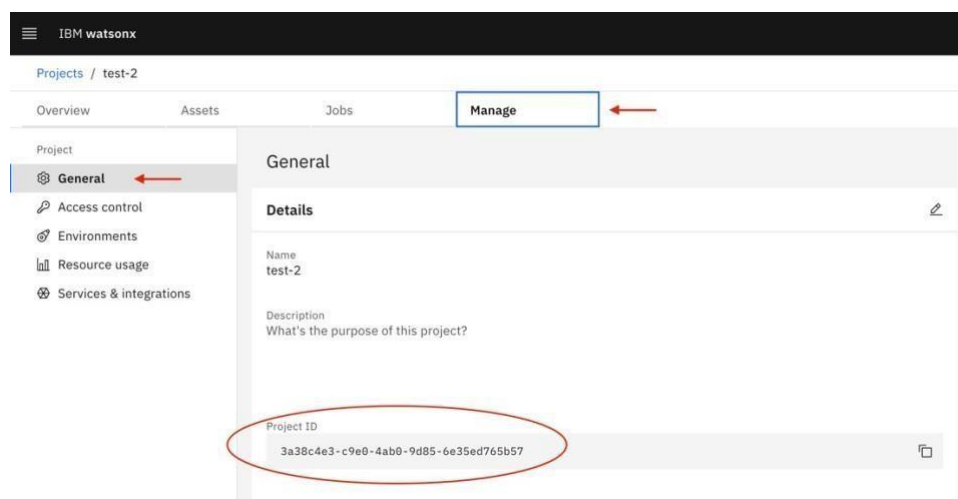 IBM watsonx
Projects / test-2
Overview Assets Jobs Manage
Project
General
Access control
Environments
Resource usage
Services & integrations
General
Details
Name
test-2
Description
What's the purpose of this project?
Project ID
3a38c4e3-c9e0-4ab0-9d85-6e35ed765b57